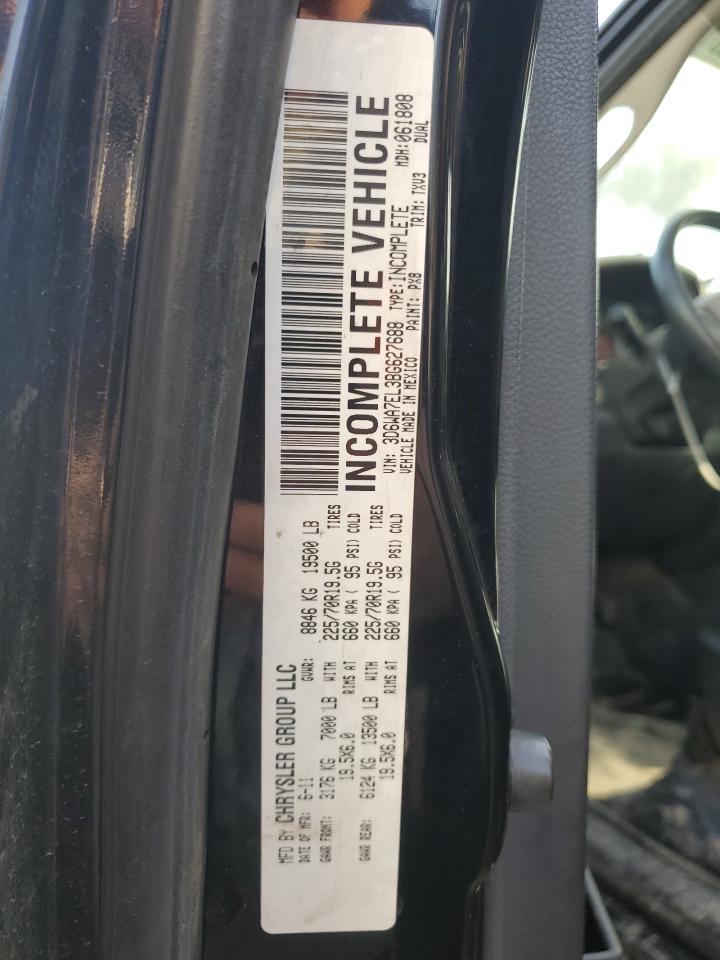 MFD BY CHRYSLER GROUP LLC
DATE OF MFR: 6-11 GVWR: 8846 KG 19500 LB
GAWR FRONT: 3176 KG 7000 LB WITH 225/70R19.5G TIRES
19.5X6.0 RIMS AT 660 KPA ( 95 PSI) COLD
GAWR REAR: 6124 KG 13500 LB WITH 225/70R19.5G TIRES
19.5X6.0 RIMS AT 660 KPA ( 95 PSI) COLD
INCOMPLETE VEHICLE
VIN: 3D6WA7EL3BG627688 TYPE:INCOMPLETE MDH:061808
VEHICLE MADE IN MEXICO PAINT: PX8 TRIM: TXV3 DUAL